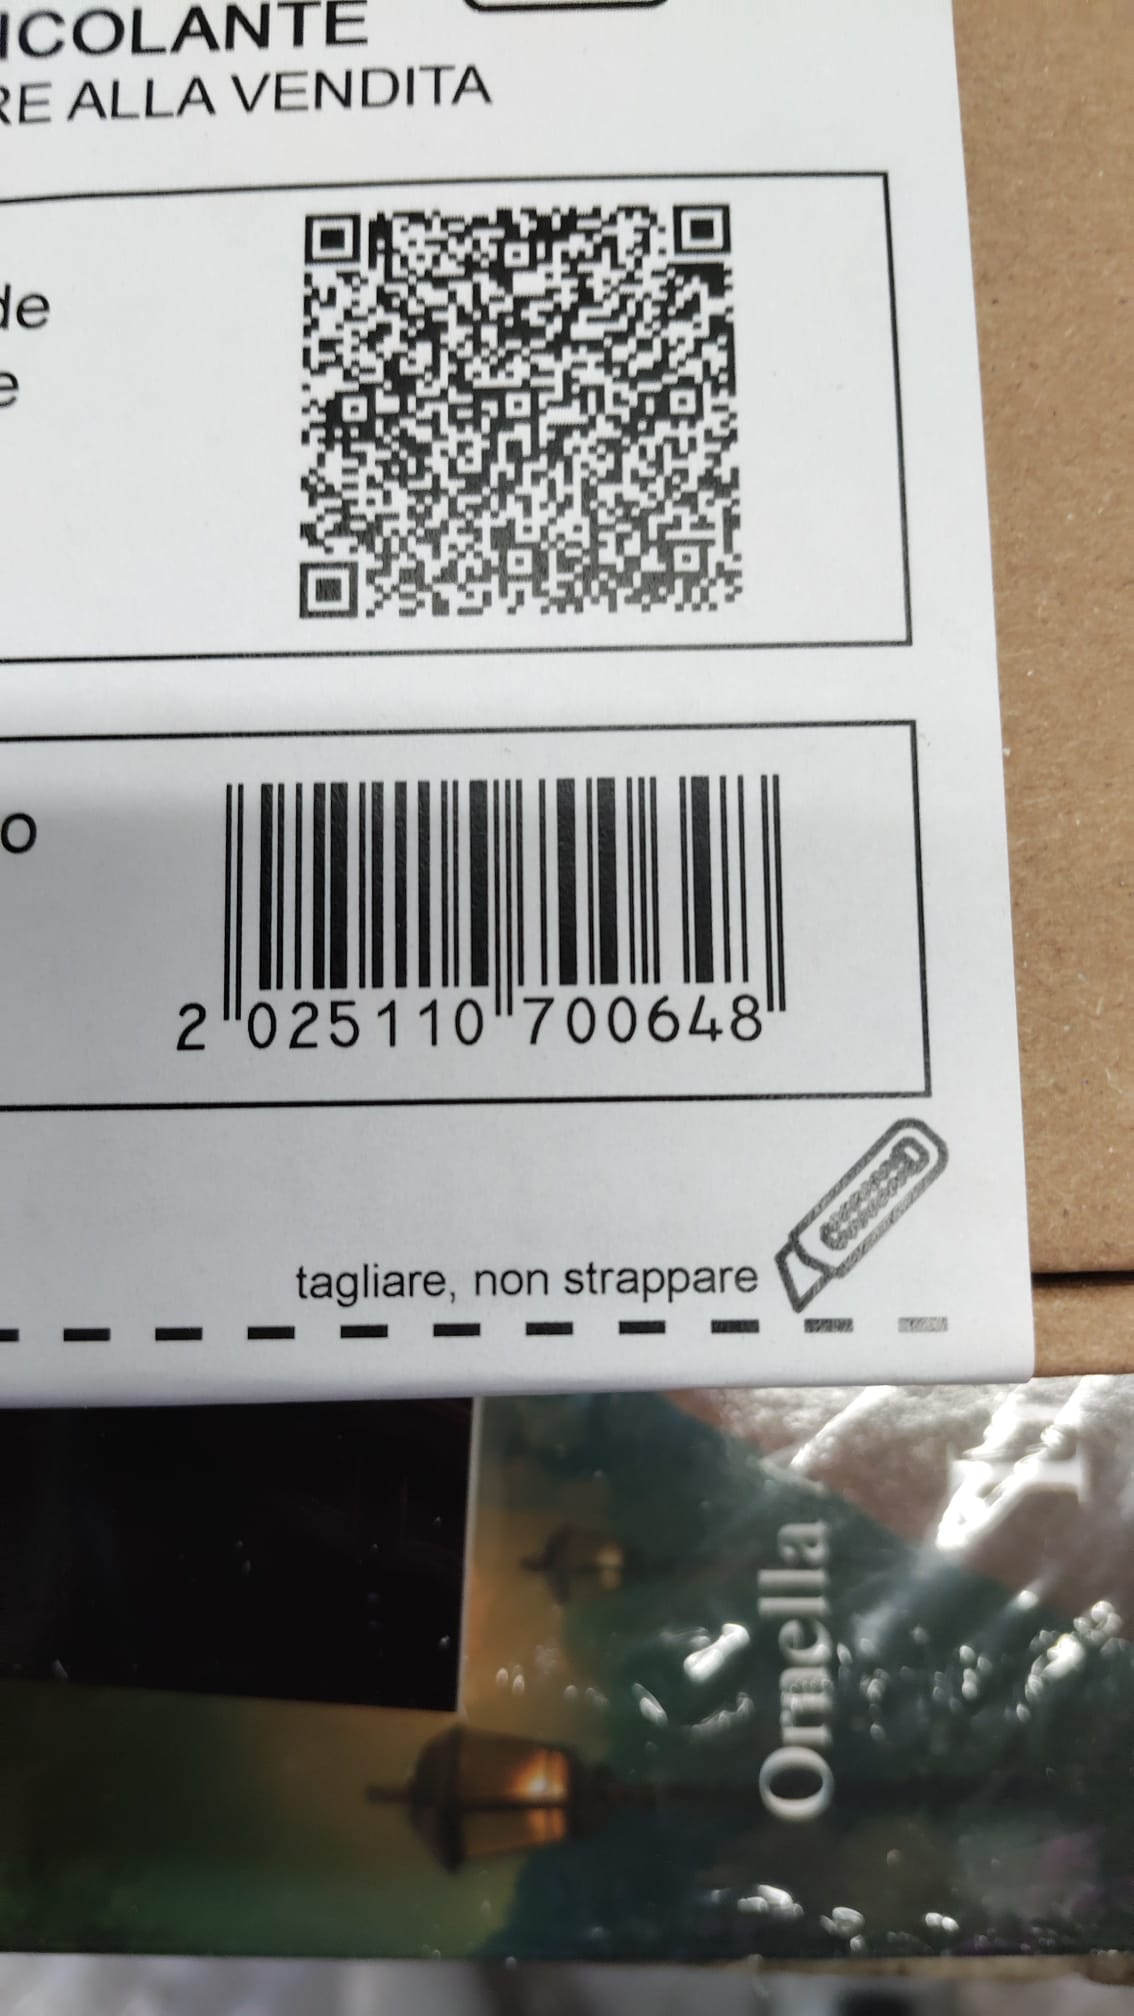 ICOLANTE
RE ALLA VENDITA
de
e
o
2 025110 700648
tagliare, non strappare
Ornella